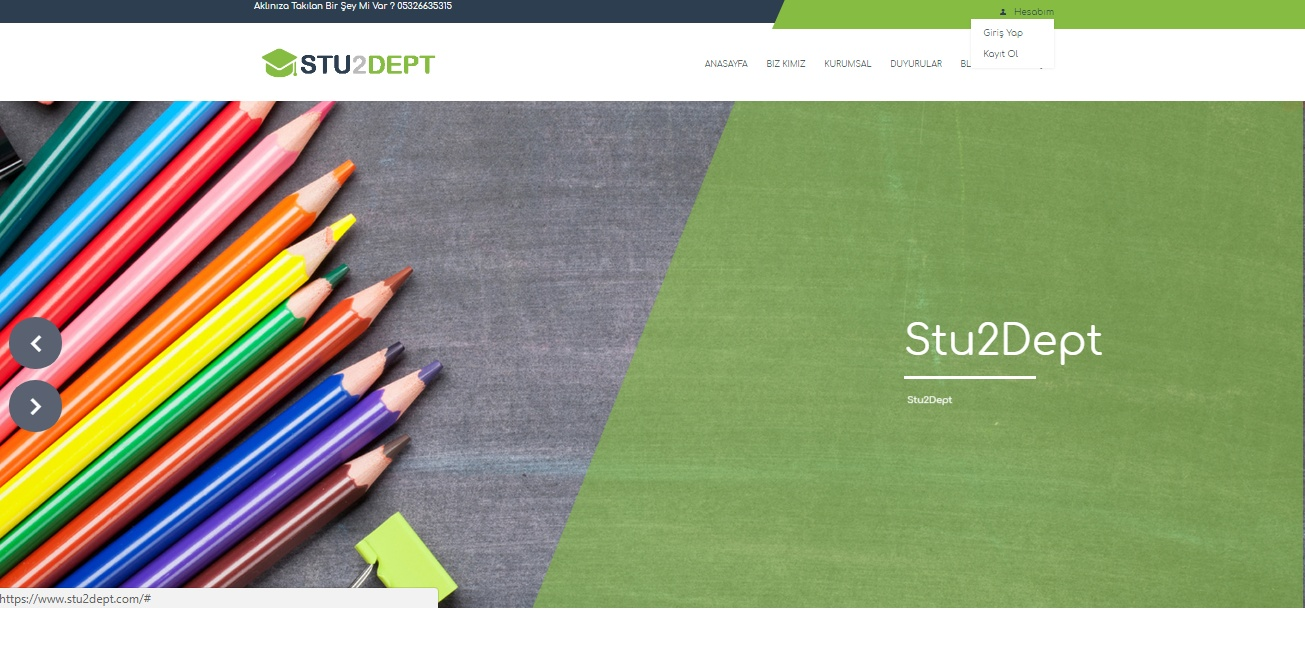 Aklınıza Takılan Bir Şey Mi Var ? 05326635315
Hesabım
Giriş Yap
Kayıt Ol
STU2DEPT
ANASAYFA BIZ KIMIZ KURUMSAL DUYURULAR
Stu2Dept
Stu2Dept
https://www.stu2dept.com/#